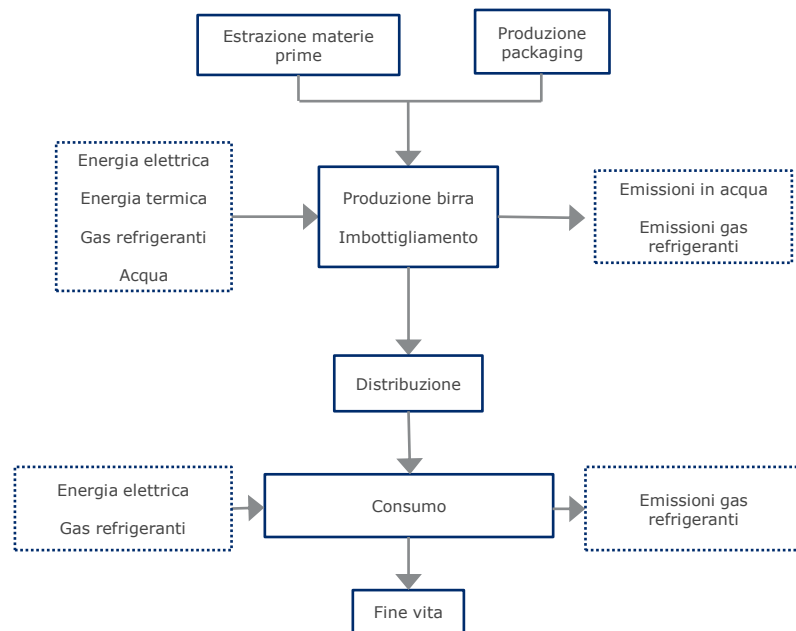 Estrazione materie
prime
Produzione
packaging
Energia elettrica
Energia termica
Gas refrigeranti
Acqua
Produzione birra
Imbottigliamento
Emissioni in acqua
Emissioni gas
refrigeranti
Distribuzione
Energia elettrica
Gas refrigeranti
Consumo
Emissioni gas
refrigeranti
Fine vita